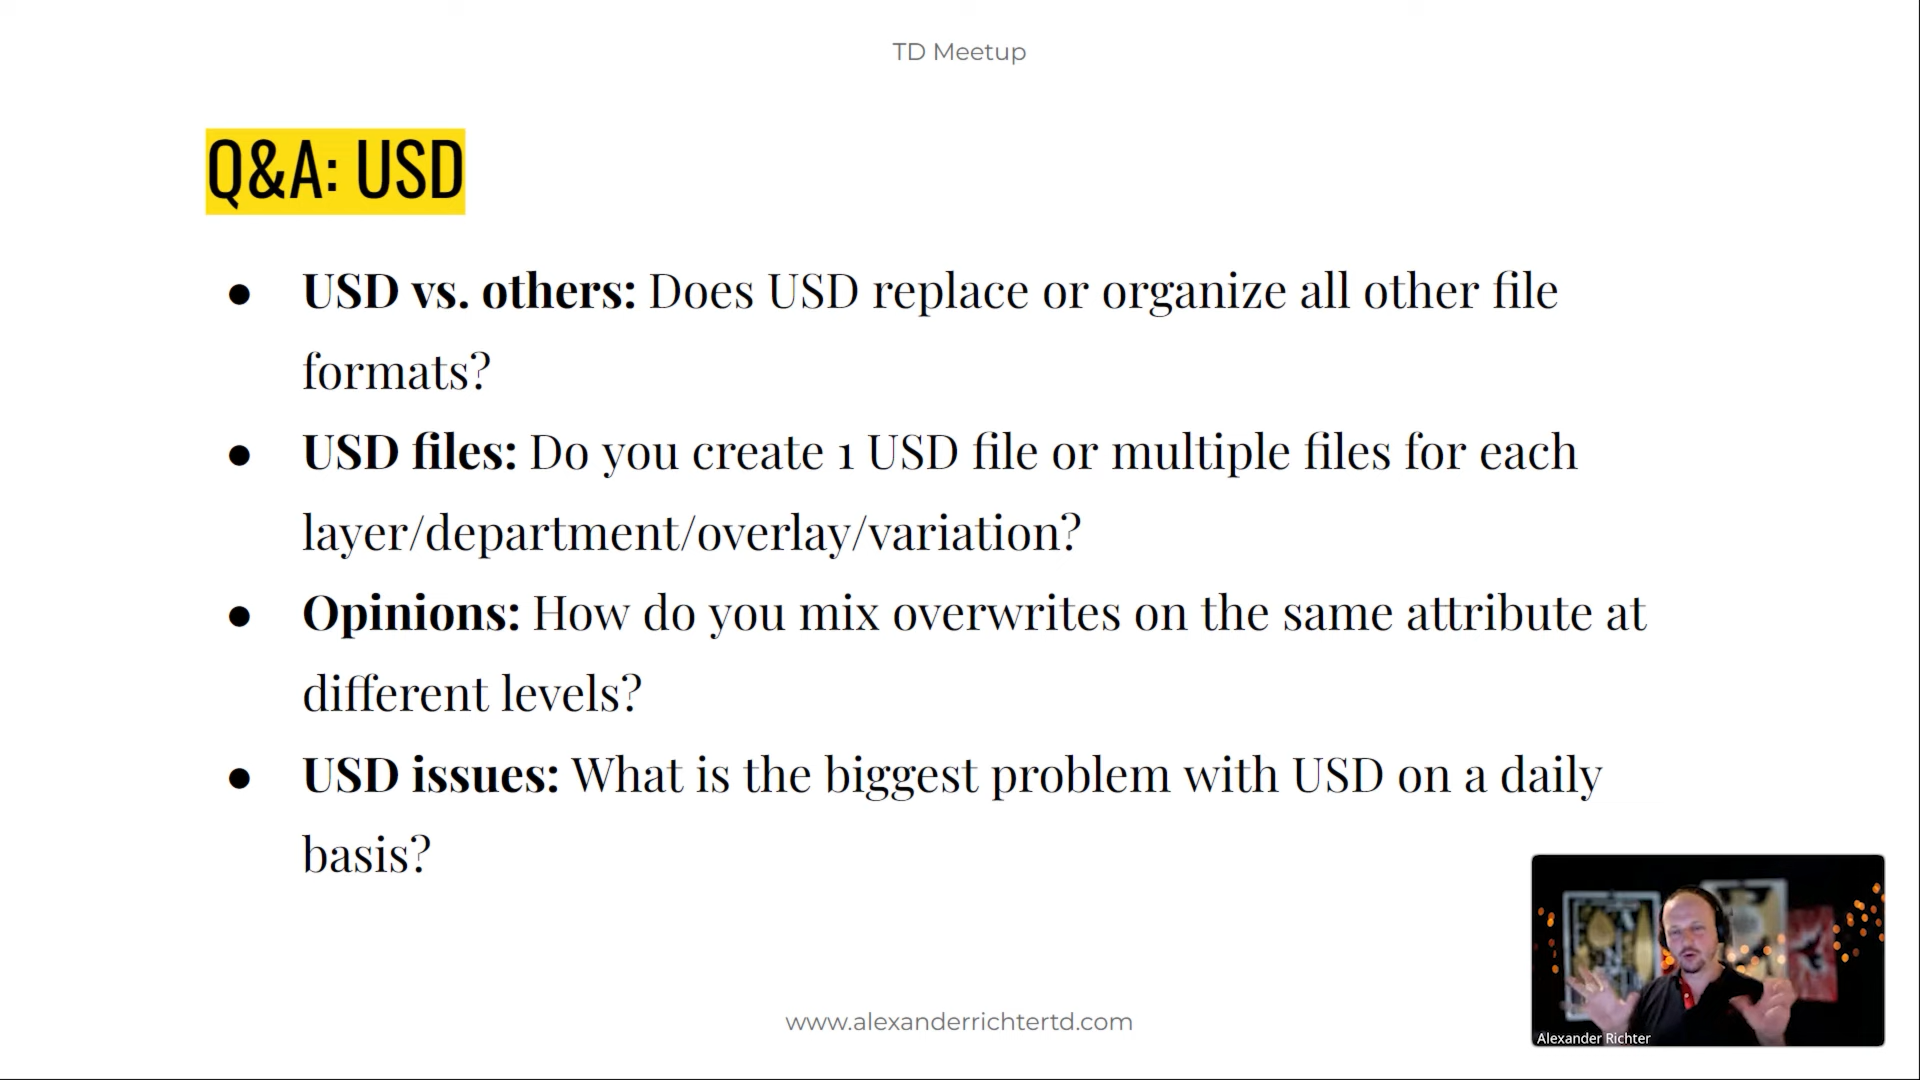 TD Meetup
Q&A: USD
● USD vs. others: Does USD replace or organize all other file
formats?
● USD files: Do you create 1 USD file or multiple files for each
layer/department/overlay/variation?
● Opinions: How do you mix overwrites on the same attribute at
different levels?
● USD issues: What is the biggest problem with USD on a daily
basis?
Alexander Richter
www.alexanderrichtertd.com